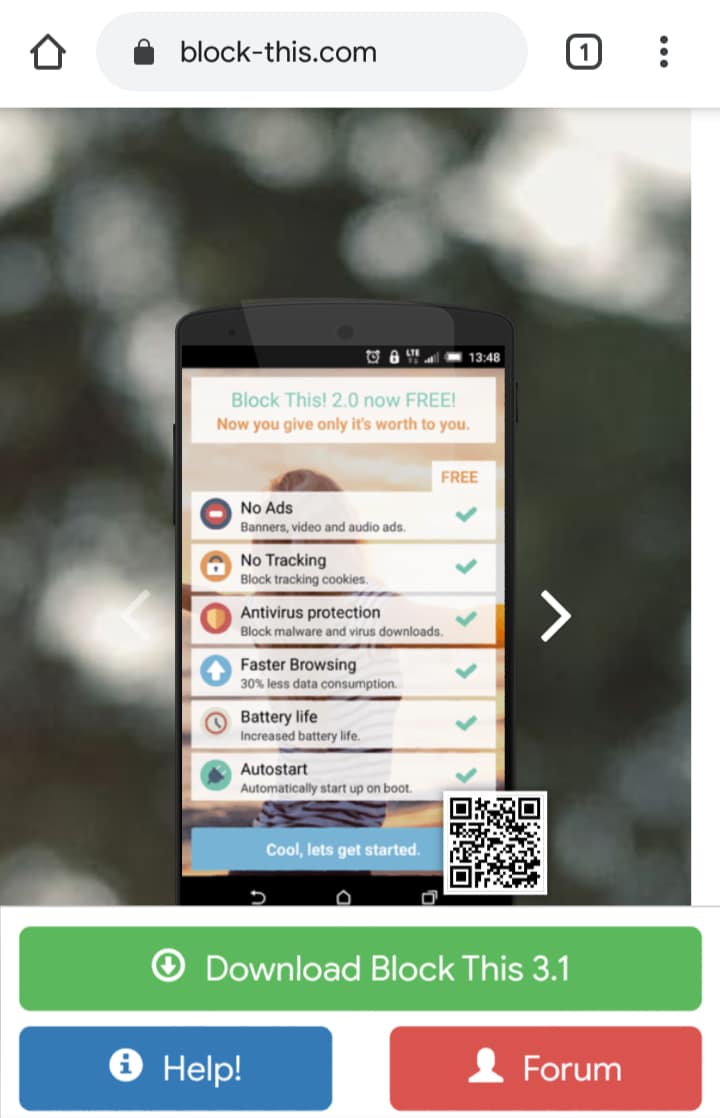 block-this.com
1
LTE
13:48
Block This! 2.0 now FREE!
Now you give only it's worth to you.
FREE
No Ads
Banners, video and audio ads.
No Tracking
Block tracking cookies.
Antivirus protection
Block malware and virus downloads.
Faster Browsing
30% less data consumption.
Battery life
Increased battery life.
Autostart
Automatically start up on boot.
Cool, lets get started.
Download Block This 3.1
Help!
Forum